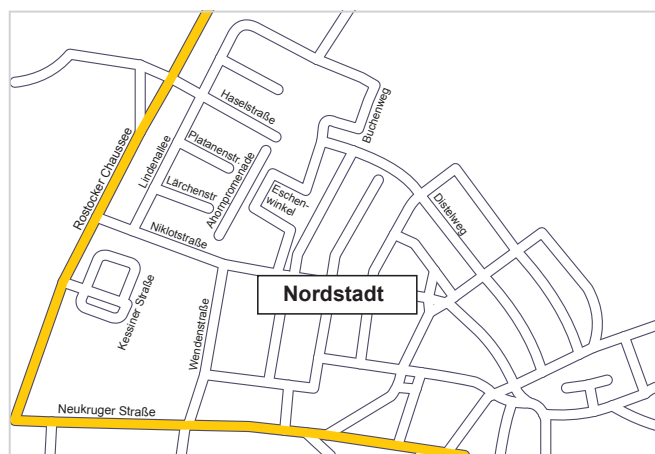 Haselstraße
Buchenweg
Platanenstr.
Lindenallee
Rostocker Chaussee
Lärchenstr
Ahornpromenade
Eschen-
winkel
Distelweg
Niklotstraße
Nordstadt
Kessiner Straße
Wendenstraße
Neukruger Straße